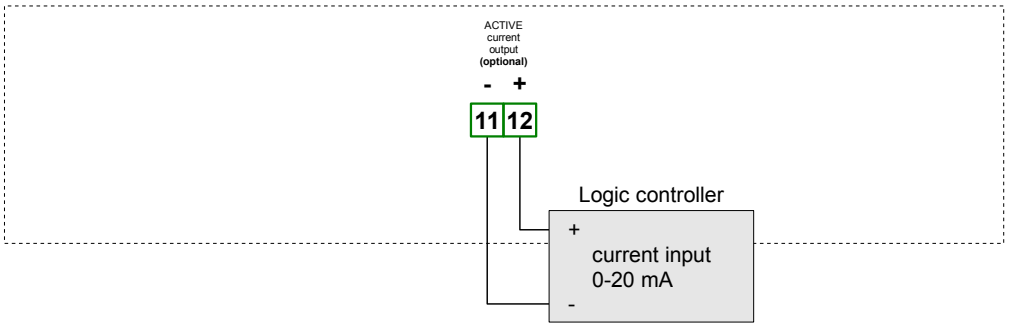 ACTIVE
current
output
(optional)
- +
11 12
Logic controller
+
current input
0-20 mA
-